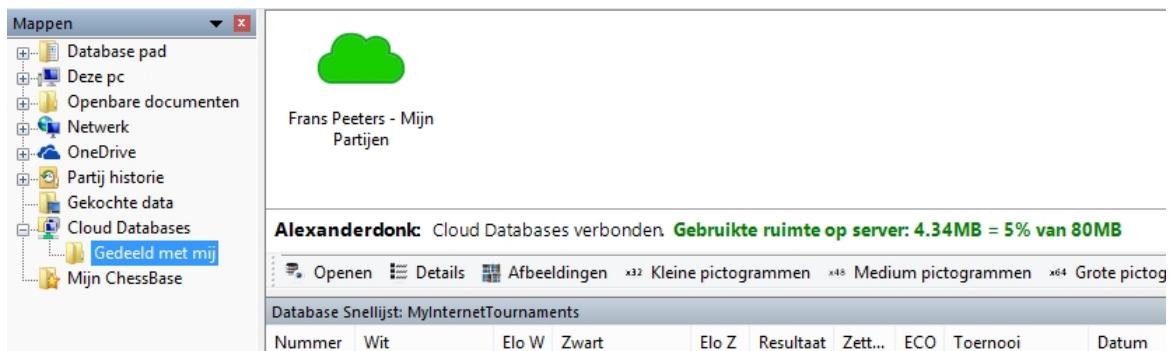 Mappen
Database pad
Deze pc
Openbare documenten
Netwerk
OneDrive
Partij historie
Gekochte data
Cloud Databases
Gedeeld met mij
Mijn ChessBase
Frans Peeters - Mijn
Partijen
Alexanderdonk: Cloud Databases verbonden. Gebruikte ruimte op server: 4.34MB = 5% van 80MB
Openen Details Afbeeldingen x32 Kleine pictogrammen x48 Medium pictogrammen x64 Grote pictog
Database Snellijst: MyInternetTournaments
Nummer Wit Elo W Zwart Elo Z Resultaat Zett... ECO Toernooi Datum